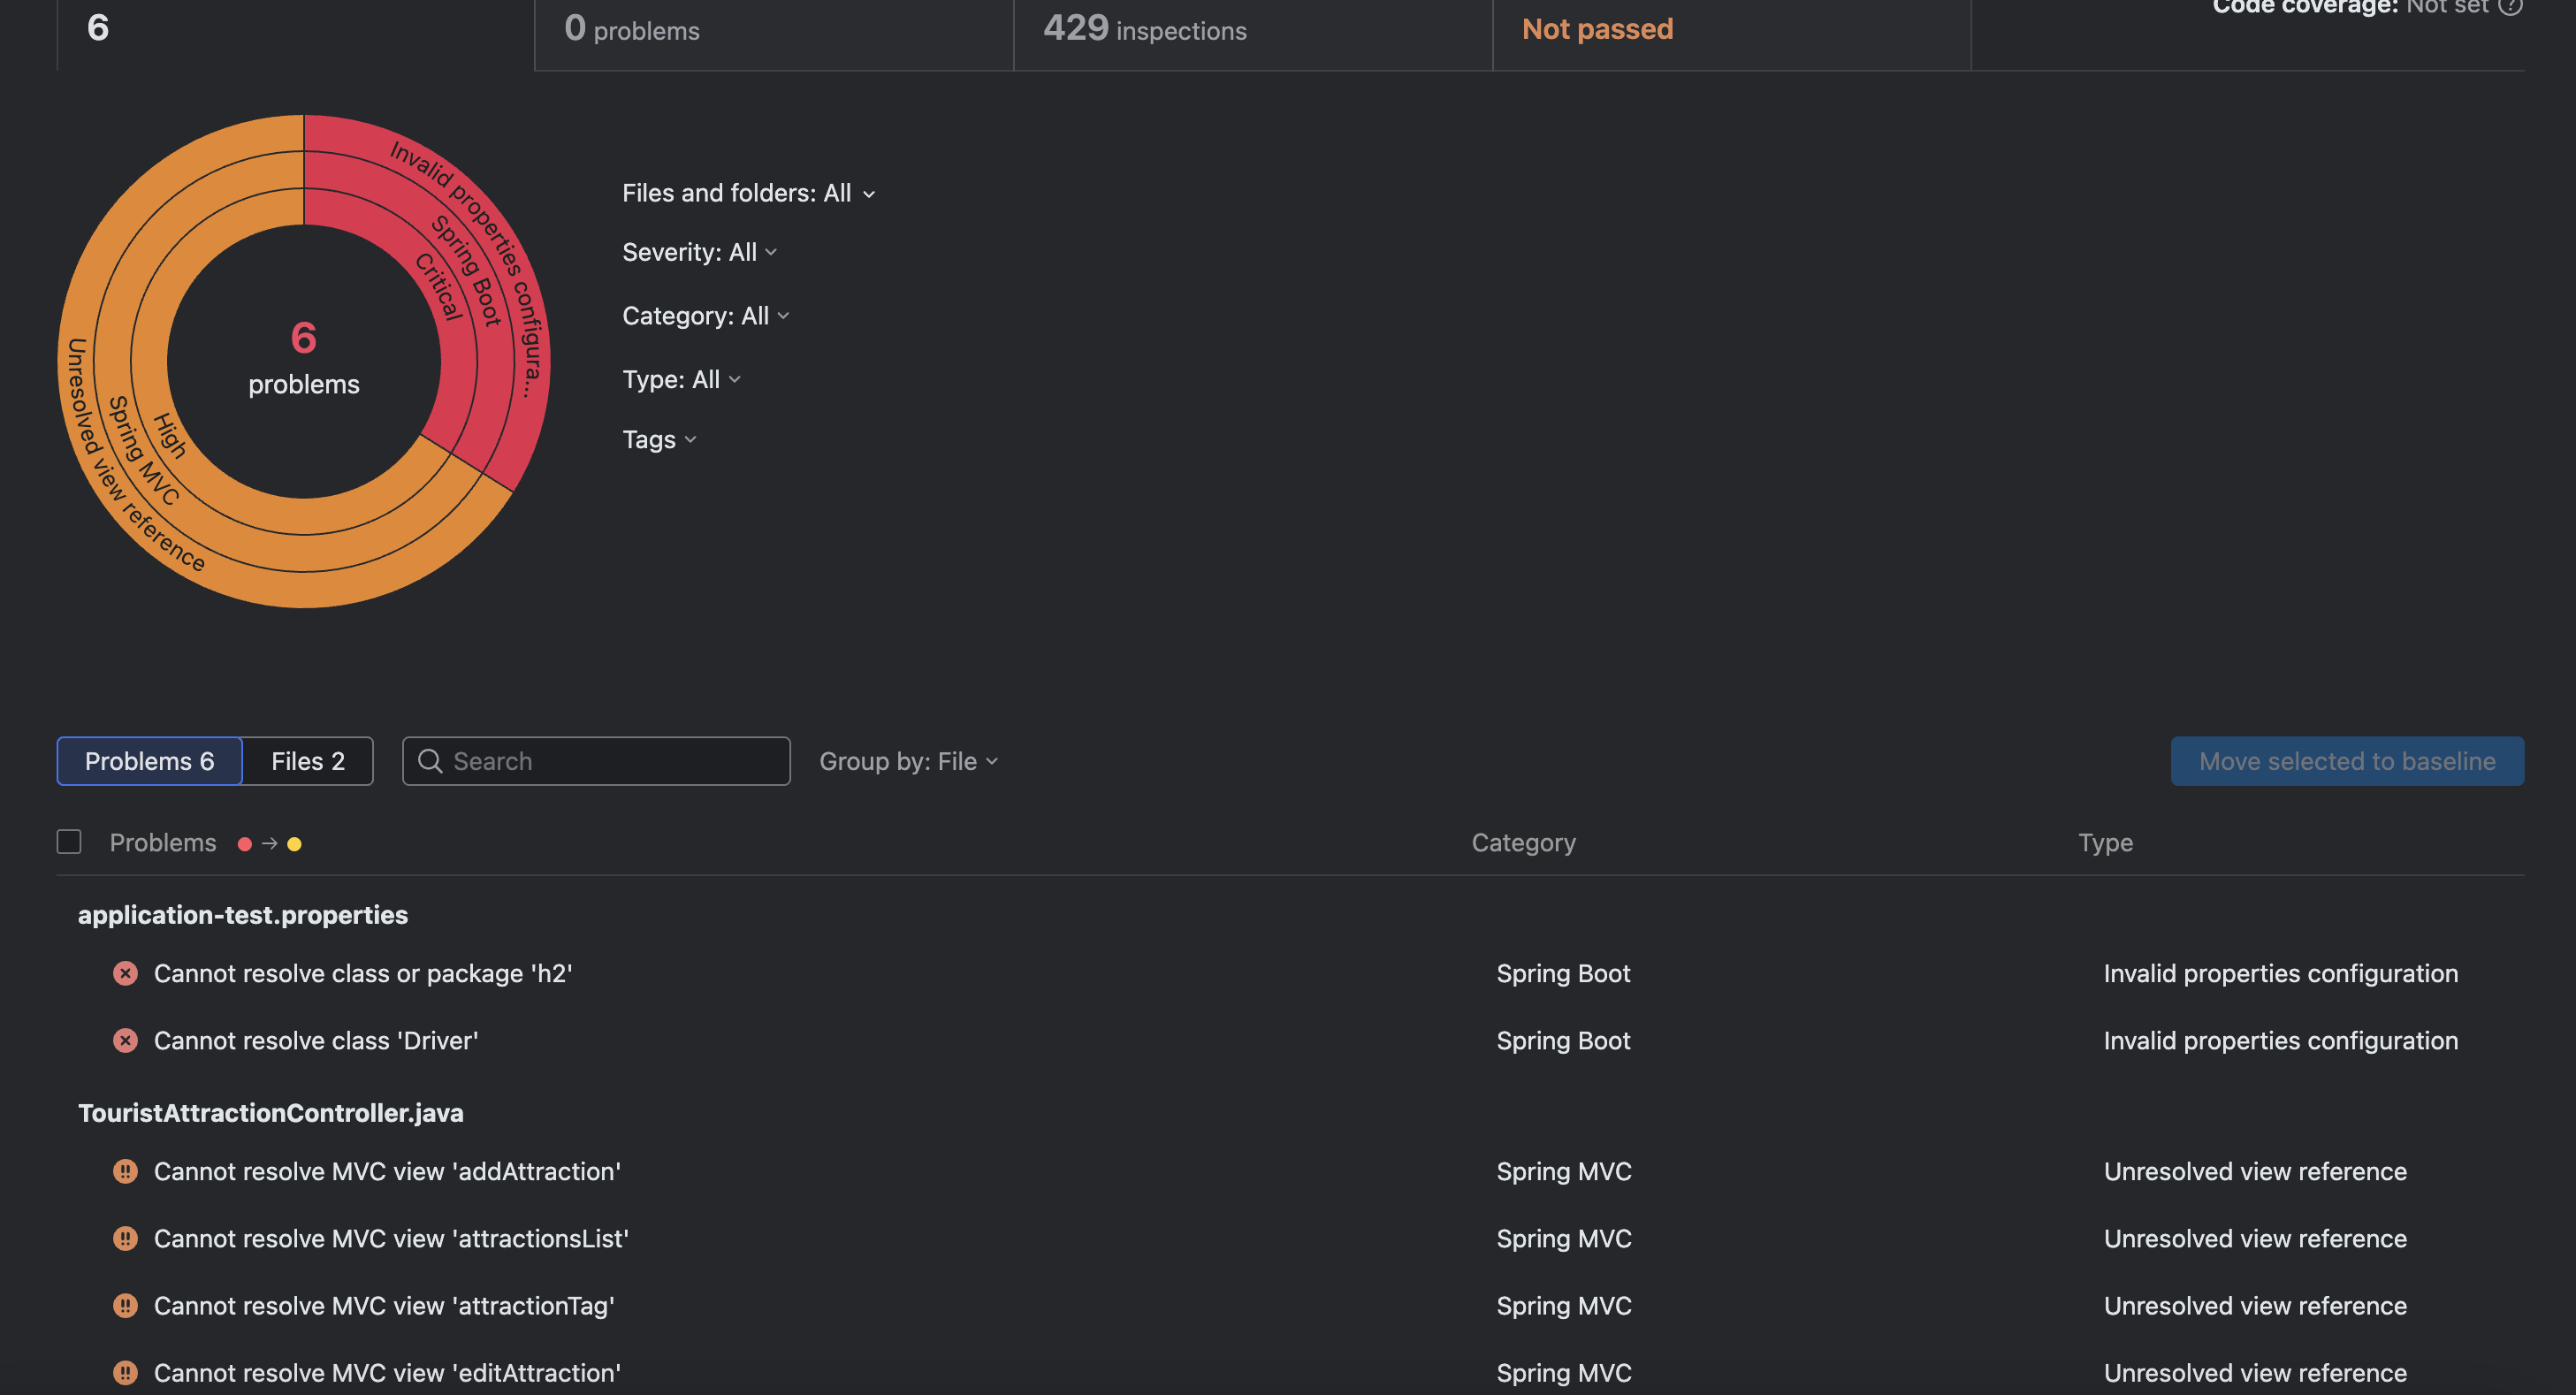 Code coverage: Not set
6
0 problems
429 inspections
Not passed
Invalid properties configura...
Spring Boot
Critical
6
problems
High
Spring MVC
Unresolved view reference
Files and folders: All
Severity: All
Category: All
Type: All
Tags
Problems 6
Files 2
Search
Group by: File
Move selected to baseline
Problems
Category
Type
application-test.properties
Cannot resolve class or package 'h2' Spring Boot Invalid properties configuration
Cannot resolve class 'Driver' Spring Boot Invalid properties configuration
TouristAttractionController.java
Cannot resolve MVC view 'addAttraction' Spring MVC Unresolved view reference
Cannot resolve MVC view 'attractionsList' Spring MVC Unresolved view reference
Cannot resolve MVC view 'attractionTag' Spring MVC Unresolved view reference
Cannot resolve MVC view 'editAttraction' Spring MVC Unresolved view reference